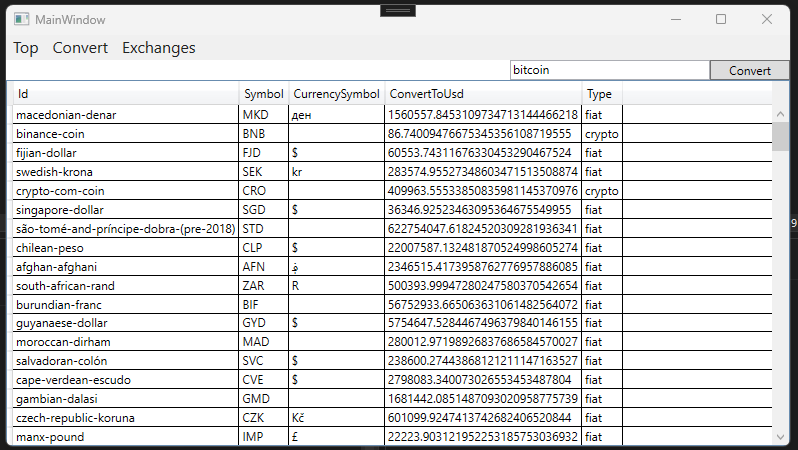 MainWindow
Top Convert Exchanges
bitcoin Convert
Id Symbol CurrencySymbol ConvertToUsd Type
macedonian-denar MKD ден 1560557.8453109734713144466218 fiat
binance-coin BNB 86.74009476675345356108719555 crypto
fijian-dollar FJD $ 60553.74311676330453290467524 fiat
swedish-krona SEK kr 283574.95527348603471513508874 fiat
crypto-com-coin CRO 409963.55533850835981145370976 crypto
singapore-dollar SGD $ 36346.92523463095364675549955 fiat
são-tomé-and-príncipe-dobra-(pre-2018) STD 622754047.61824520309281936341 fiat
chilean-peso CLP $ 22007587.132481870524998605274 fiat
afghan-afghani AFN ؋ 2346515.4173958762776957886085 fiat
south-african-rand ZAR R 500393.99947280247580370542654 fiat
burundian-franc BIF 56752933.665063631061482564072 fiat
guyanaese-dollar GYD $ 5754647.5284467496379840146155 fiat
moroccan-dirham MAD 280012.97198926837686584570027 fiat
salvadoran-colón SVC $ 238600.27443868121211147163527 fiat
cape-verdean-escudo CVE $ 2798083.340073026553453487804 fiat
gambian-dalasi GMD 1681442.0851487093020958775739 fiat
czech-republic-koruna CZK Kč 601099.9247413742682406520844 fiat
manx-pound IMP £ 22223.903121952253185753036932 fiat
9